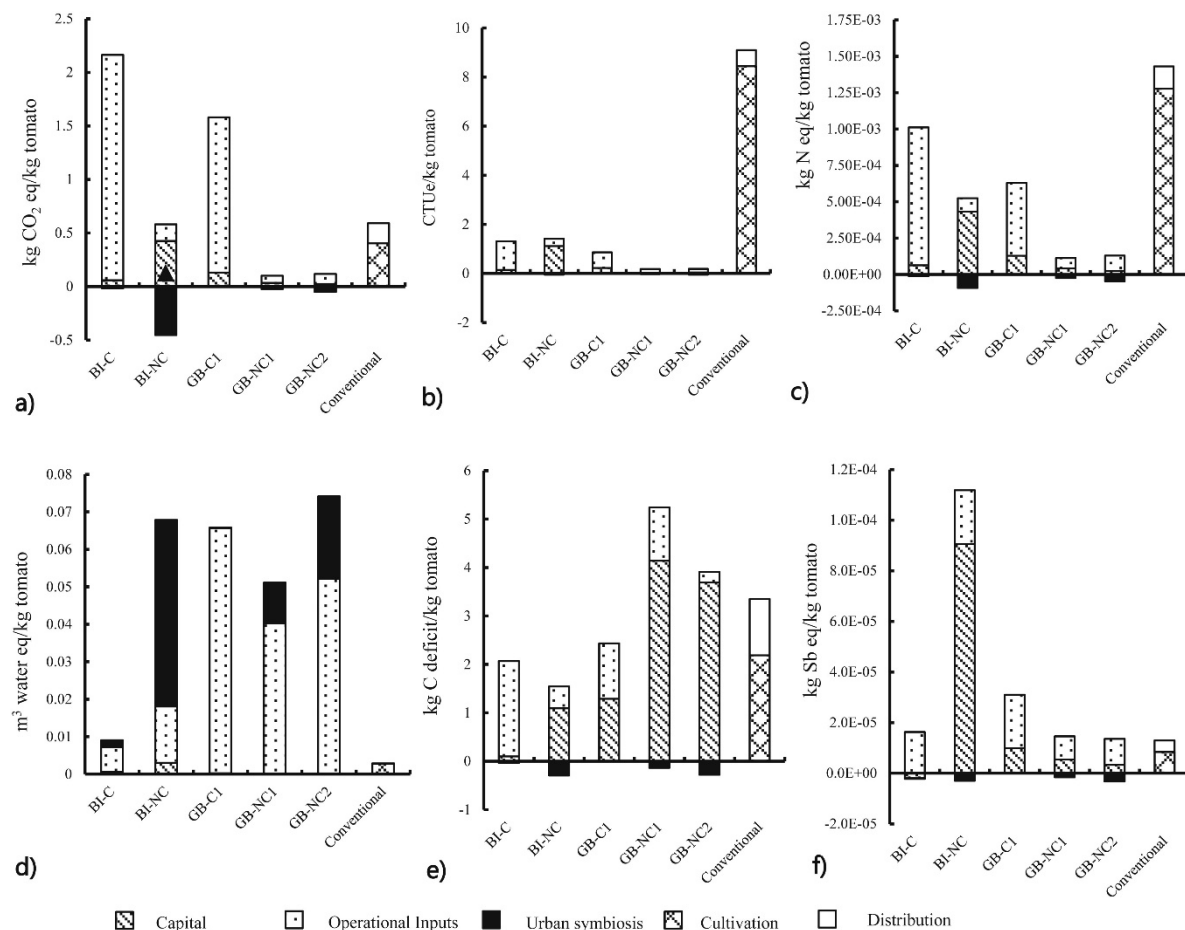 kg CO₂ eq/kg tomato
2.5
2
1.5
1
0.5
0
-0.5
BI-C
BI-NC
GB-C1
GB-NC1
GB-NC2
Conventional
a)
CTUe/kg tomato
10
8
6
4
2
0
-2
BI-C
BI-NC
GB-C1
GB-NC1
GB-NC2
Conventional
b)
kg N eq/kg tomato
1.75E-03
1.50E-03
1.25E-03
1.00E-03
7.50E-04
5.00E-04
2.50E-04
0.00E+00
-2.50E-04
BI-C
BI-NC
GB-C1
GB-NC1
GB-NC2
Conventional
c)
m³ water eq/kg tomato
0.08
0.07
0.06
0.05
0.04
0.03
0.02
0.01
0
BI-C
BI-NC
GB-C1
GB-NC1
GB-NC2
Conventional
d)
kg C deficit/kg tomato
6
5
4
3
2
1
0
-1
BI-C
BI-NC
GB-C1
GB-NC1
GB-NC2
Conventional
e)
kg Sb eq/kg tomato
1.2E-04
1.0E-04
8.0E-05
6.0E-05
4.0E-05
2.0E-05
0.0E+00
-2.0E-05
BI-C
BI-NC
GB-C1
GB-NC1
GB-NC2
Conventional
f)
Capital Operational Inputs Urban symbiosis Cultivation Distribution